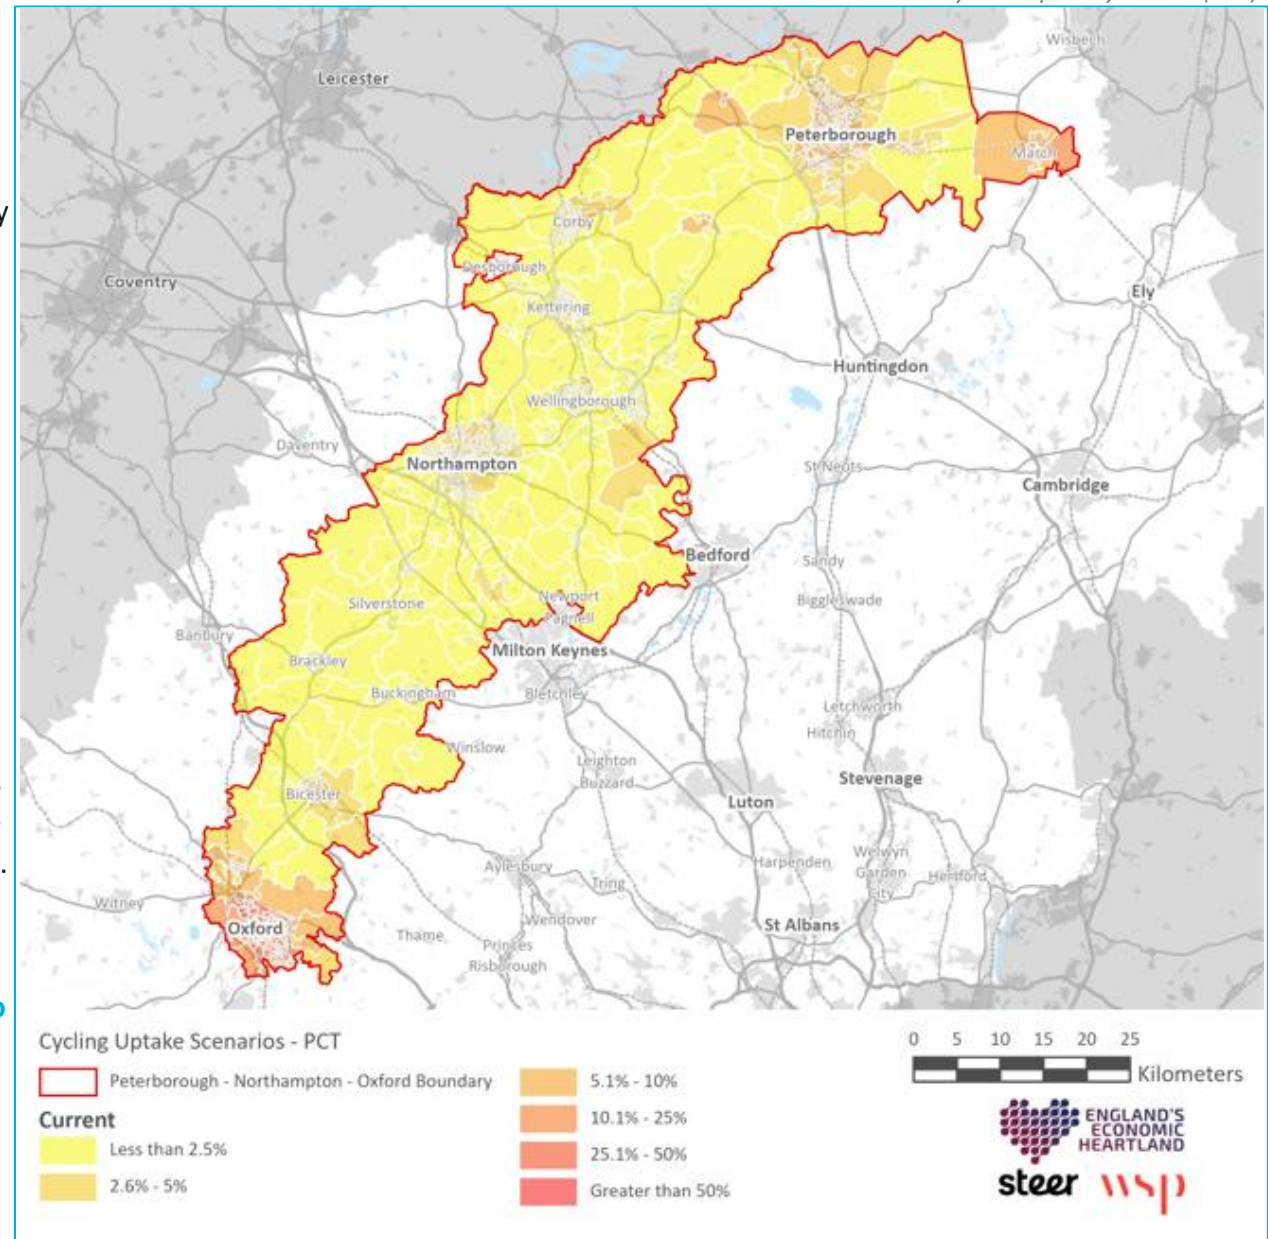 Wisbech
Leicester
Peterborough
March
Corby
Desborough
Coventry
Ely
Kettering
Huntingdon
Wellingborough
Daventry
Northampton
St Neots
Cambridge
Bedford
Sandy
Newport
Pagnell
Silverstone
Biggleswade
Banbury
Milton Keynes
Brackley
Buckingham
Bletchley
Letchworth
Hitchin
Winslow
Leighton
Buzzard
Stevenage
Bicester
Luton
Aylesbury
Harpenden
Welwyn
Garden
City
Hertford
Tring
Witney
Wendover
Oxford
St Albans
Thame
Princes
Risborough
Cycling Uptake Scenarios - PCT
Peterborough - Northampton - Oxford Boundary
Current
Less than 2.5%
2.6% - 5%
5.1% - 10%
10.1% - 25%
25.1% - 50%
Greater than 50%
0 5 10 15 20 25
Kilometers
ENGLAND'S
ECONOMIC
HEARTLAND
steer wsp